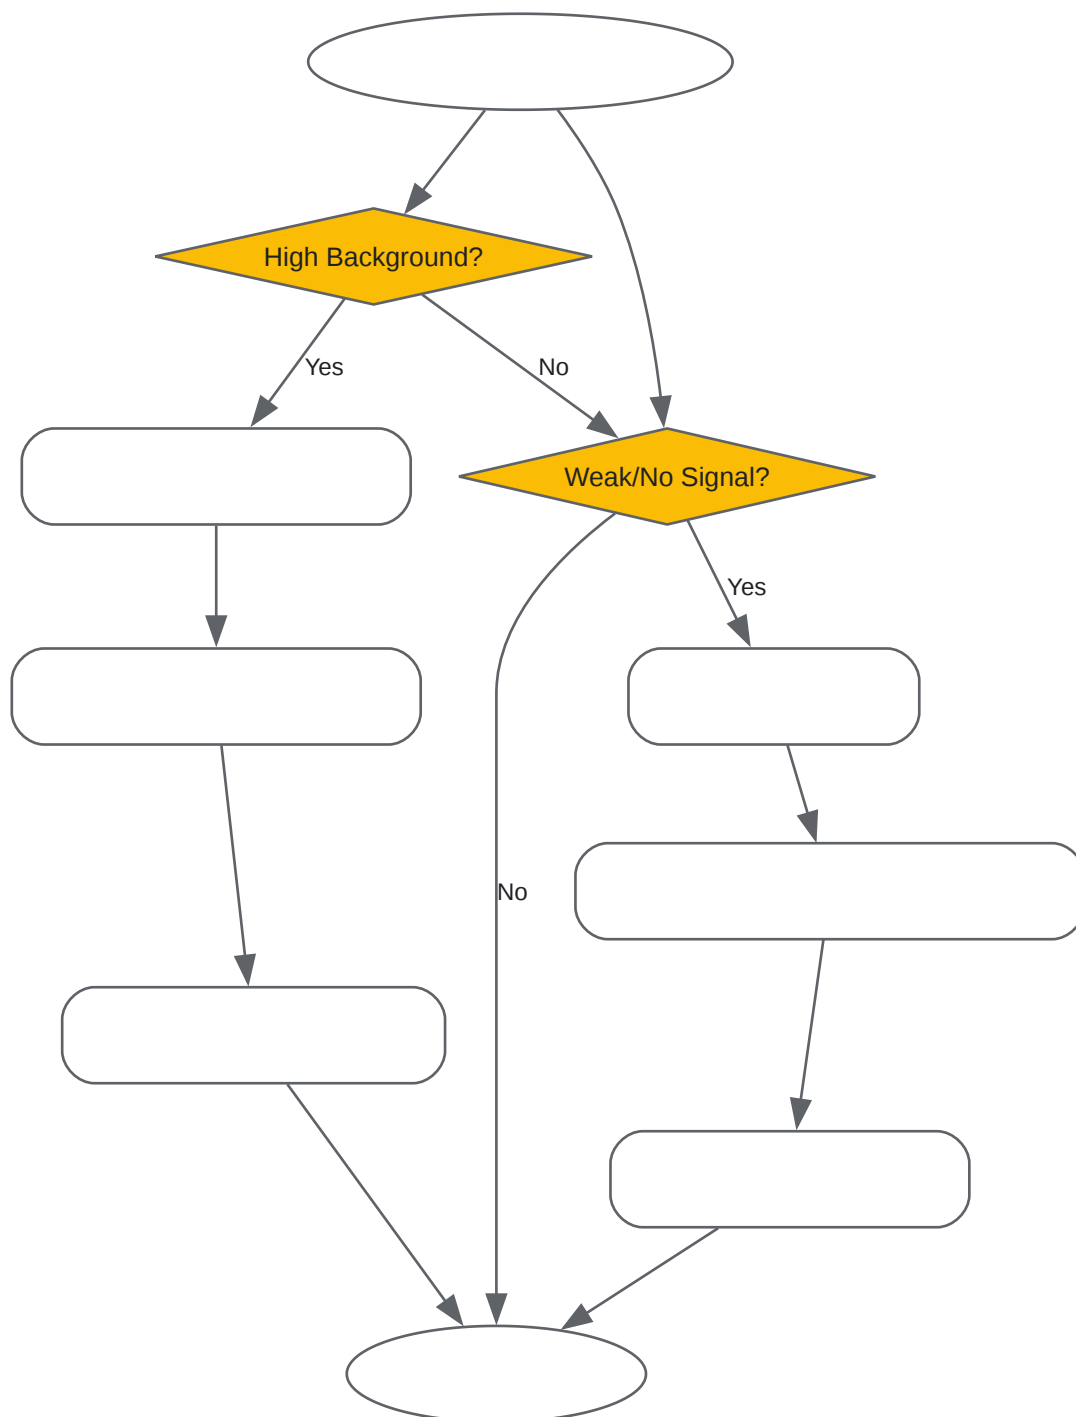 High Background?
Yes
No
Weak/No Signal?
Yes
No